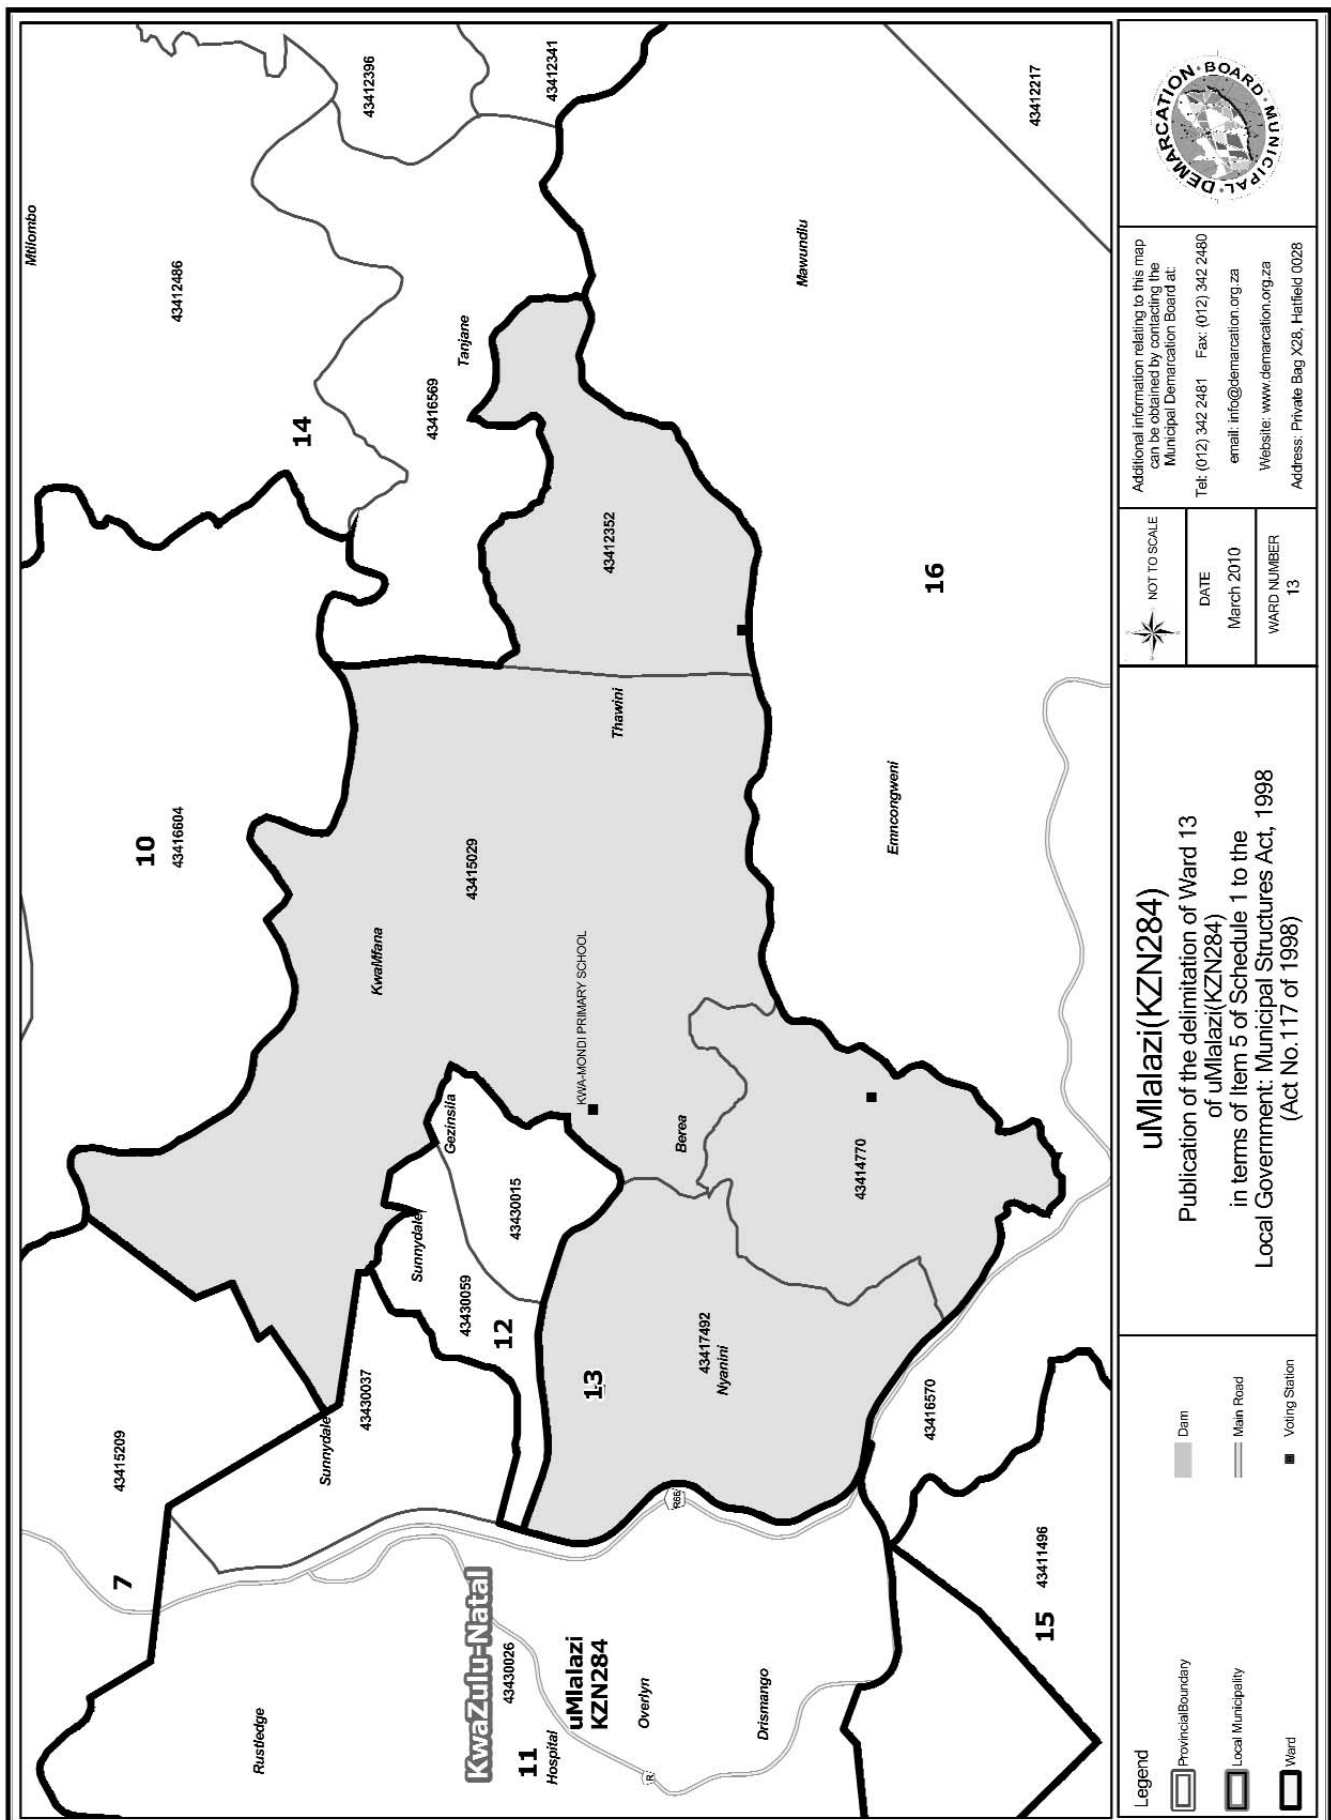 Mtilombo
43412396
43412341
43412486
43412217
14
Tanjane
43416569
Mawundlu
10
43416604
43412352
16
Thawini
Emncongweni
43415029
KwaMfana
KWA-MONDI PRIMARY SCHOOL
Gezinsila
Berea
43414770
43430015
Sunnydale
43430059
12
13
43417492
Nyanini
43430037
Sunnydale
43415209
43416570
7
R66
43411496
15
KwaZulu-Natal
43430026
uMlalazi
KZN284
Overlyn
Drismango
Rustledge
11
Hospital
R
Legend
ProvincialBoundary
Local Municipality
Ward
Dam
Main Road
Voting Station
uMlalazi(KZN284)
Publication of the delimitation of Ward 13
of uMlalazi(KZN284)
in terms of Item 5 of Schedule 1 to the
Local Government: Municipal Structures Act, 1998
(Act No.117 of 1998)
NOT TO SCALE
DATE
March 2010
WARD NUMBER
13
Additional information relating to this map
can be obtained by contacting the
Municipal Demarcation Board at:
Tel: (012) 342 2481 Fax: (012) 342 2480
email: info@demarcation.org.za
Website: www.demarcation.org.za
Address: Private Bag X28, Hatfield 0028
MUNICIPAL DEMARCATION BOARD